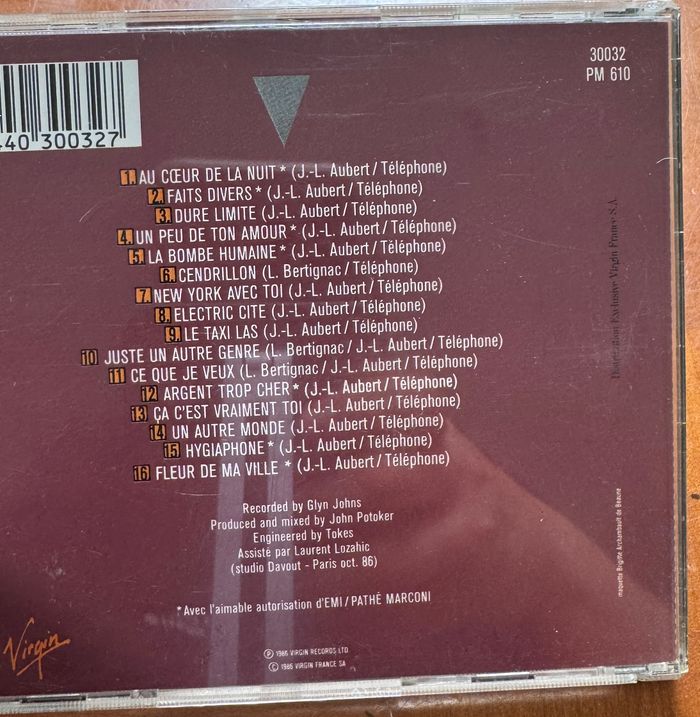 30032
PM 610
40 300327
1. AU CŒUR DE LA NUIT * (J.-L. Aubert / Téléphone)
2. FAITS DIVERS * (J.-L. Aubert / Téléphone)
3. DURE LIMITE (J.-L. Aubert / Téléphone)
4. UN PEU DE TON AMOUR * (J.-L. Aubert / Téléphone)
5. LA BOMBE HUMAINE * (J.-L. Aubert / Téléphone)
6. CENDRILLON (L. Bertignac / Téléphone)
7. NEW YORK AVEC TOI (J.-L. Aubert / Téléphone)
8. ELECTRIC CITE (J.-L. Aubert / Téléphone)
9. LE TAXI LAS (J.-L. Aubert / Téléphone)
10 JUSTE UN AUTRE GENRE (L. Bertignac / J.-L. Aubert / Téléphone)
11 CE QUE JE VEUX (L. Bertignac / J.-L. Aubert / Téléphone)
12 ARGENT TROP CHER * (J.-L. Aubert / Téléphone)
13 ÇA C'EST VRAIMENT TOI (J.-L. Aubert / Téléphone)
14 UN AUTRE MONDE (J.-L. Aubert / Téléphone)
15 HYGIAPHONE * (J.-L. Aubert / Téléphone)
16 FLEUR DE MA VILLE * (J.-L. Aubert / Téléphone)
Recorded by Glyn Johns
Produced and mixed by John Potoker
Engineered by Tokes
Assisté par Laurent Lozahic
(studio Davout - Paris oct. 86)
* Avec l'aimable autorisation d'EMI / PATHÉ MARCONI
Virgin
℗ 1986 VIRGIN RECORDS LTD
© 1986 VIRGIN FRANCE SA
Distribution Exclusive Virgin France S.A.
maquette Brigitte Archambault de Beaune